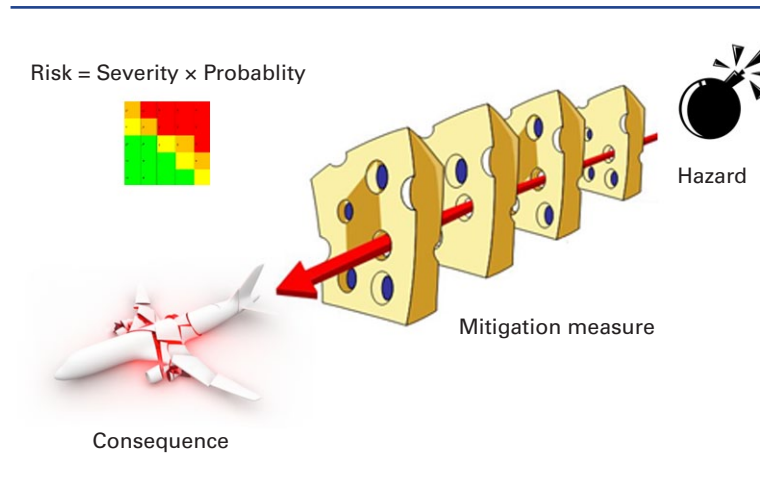 Risk = Severity × Probablity
Hazard
Mitigation measure
Consequence